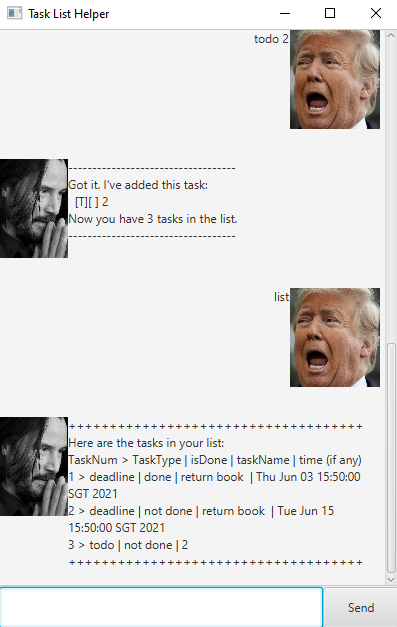 Task List Helper
todo 2
---------------------------------
Got it. I've added this task:
  [T][ ] 2
Now you have 3 tasks in the list.
---------------------------------
list
++++++++++++++++++++++++++++++++++++
Here are the tasks in your list:
TaskNum > TaskType | isDone | taskName | time (if any)
1 > deadline | done | return book  | Thu Jun 03 15:50:00
SGT 2021
2 > deadline | not done | return book  | Tue Jun 15
15:50:00 SGT 2021
3 > todo | not done | 2
++++++++++++++++++++++++++++++++++++
Send